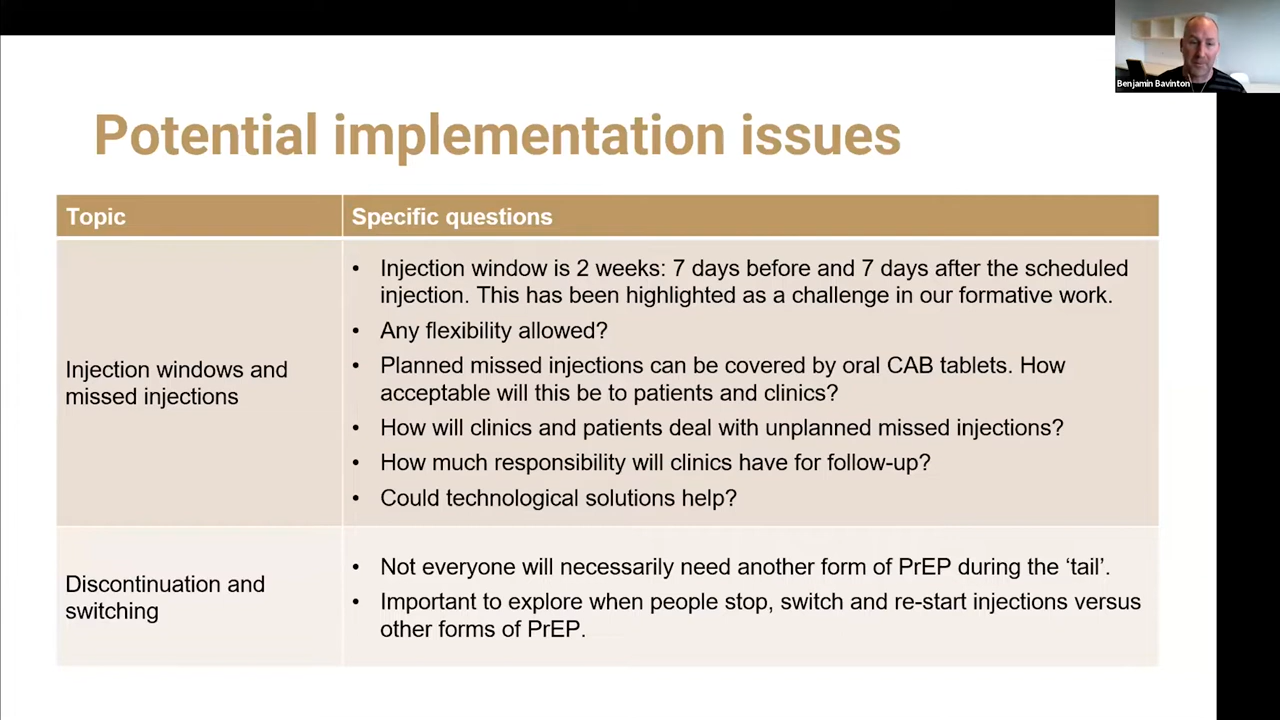 Benjamin Bavinton
Potential implementation issues
Topic
Specific questions
Injection windows and
missed injections
• Injection window is 2 weeks: 7 days before and 7 days after the scheduled
injection. This has been highlighted as a challenge in our formative work.
• Any flexibility allowed?
• Planned missed injections can be covered by oral CAB tablets. How
acceptable will this be to patients and clinics?
• How will clinics and patients deal with unplanned missed injections?
• How much responsibility will clinics have for follow-up?
• Could technological solutions help?
Discontinuation and
switching
• Not everyone will necessarily need another form of PrEP during the ‘tail’.
• Important to explore when people stop, switch and re-start injections versus
other forms of PrEP.